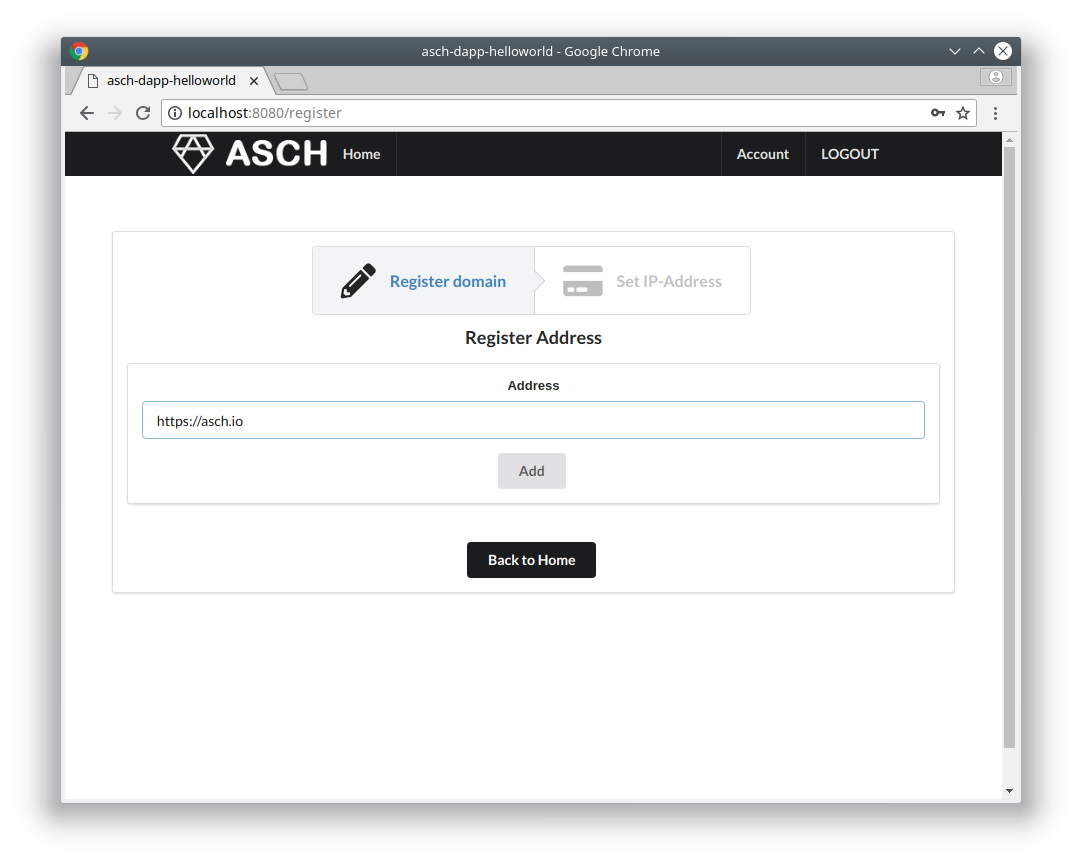 asch-dapp-helloworld - Google Chrome
asch-dapp-helloworld
localhost:8080/register
ASCH Home Account LOGOUT
Register domain Set IP-Address
Register Address
Address
https://asch.io
Add
Back to Home